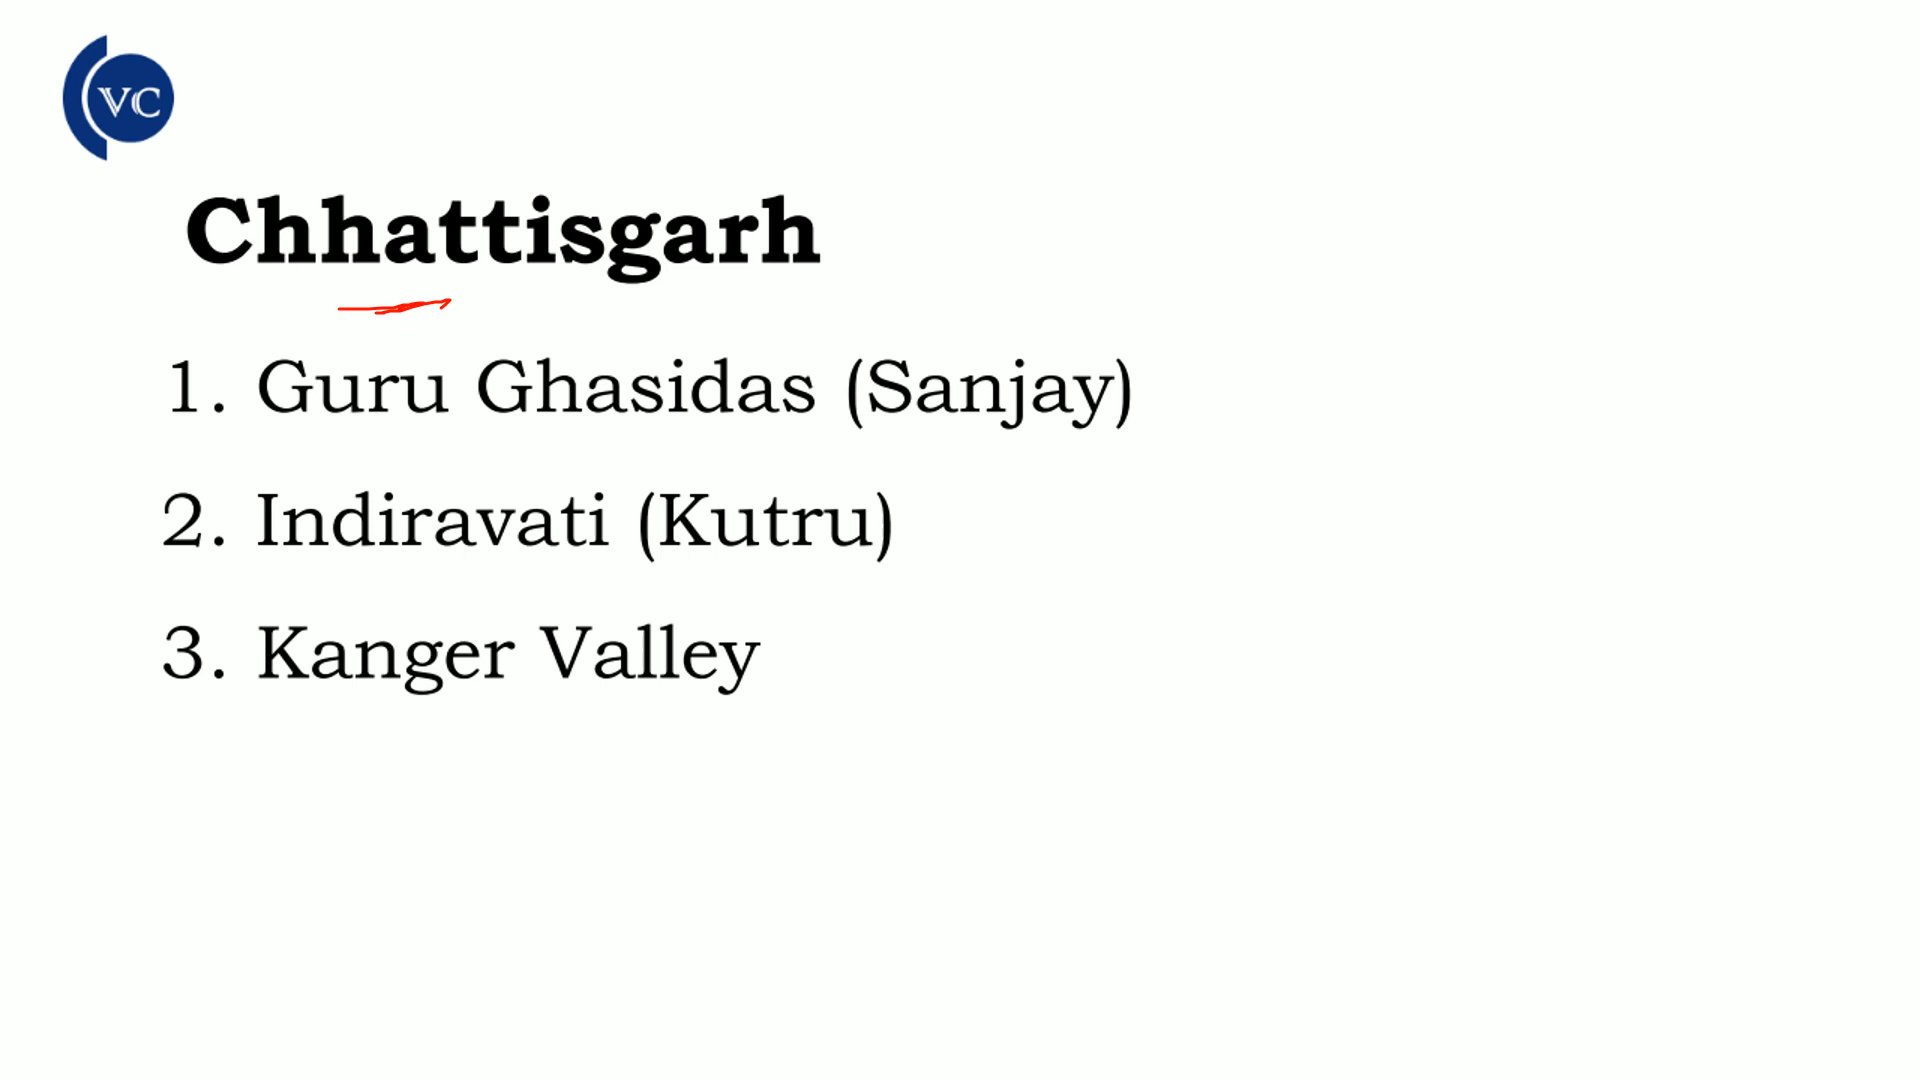 VC
Chhattisgarh
1. Guru Ghasidas (Sanjay)
2. Indiravati (Kutru)
3. Kanger Valley